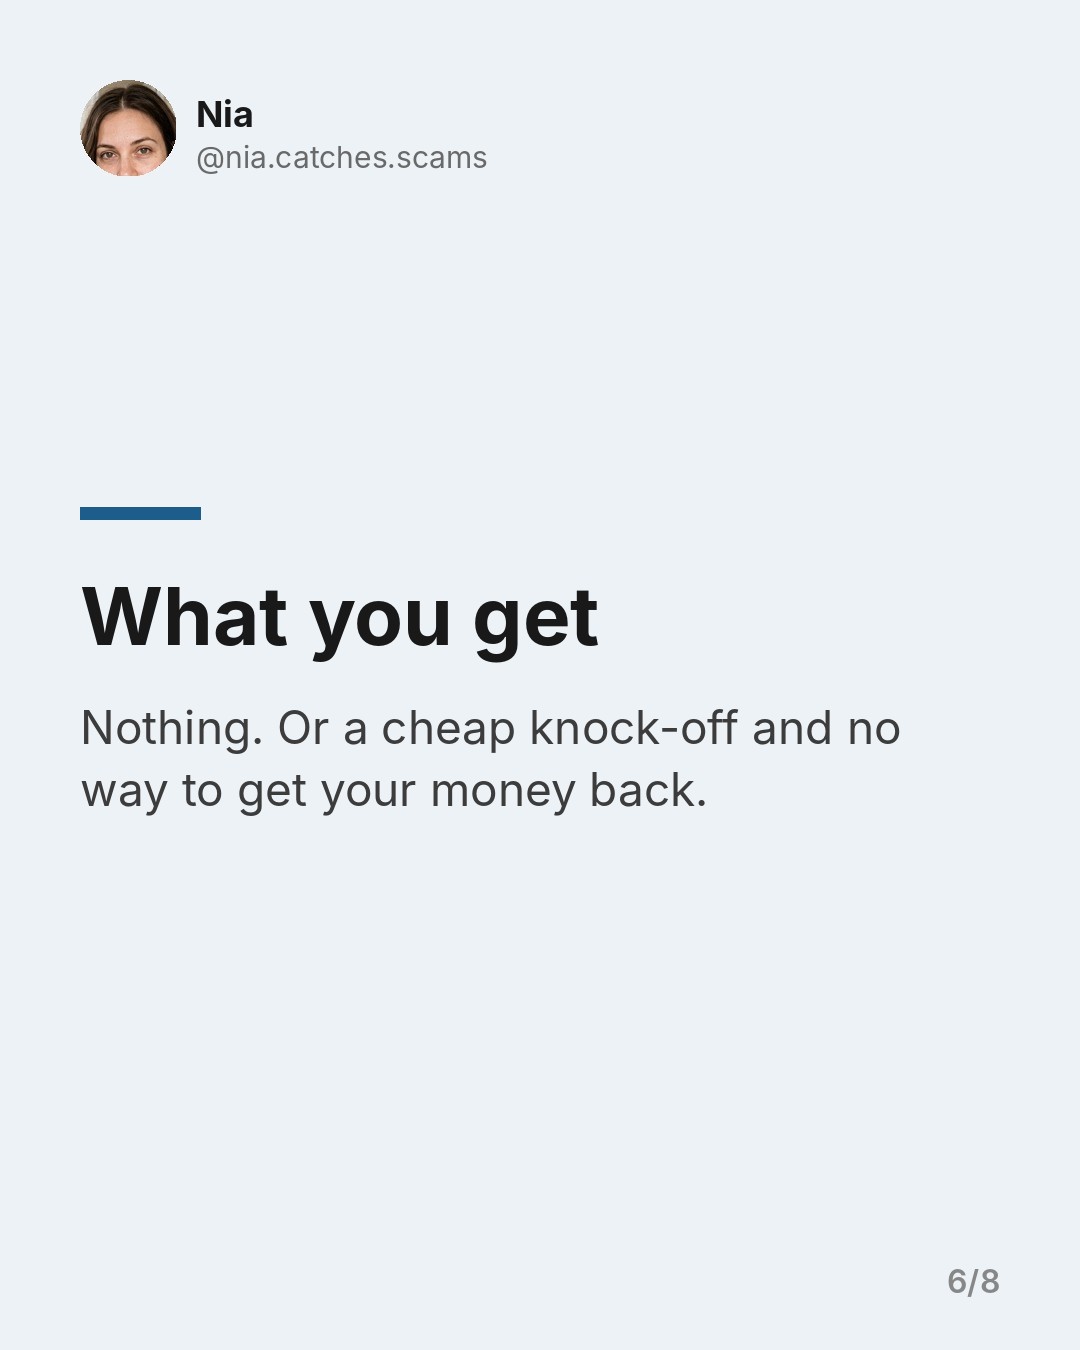 Nia
@nia.catches.scams
What you get
Nothing. Or a cheap knock-off and no
way to get your money back.
6/8